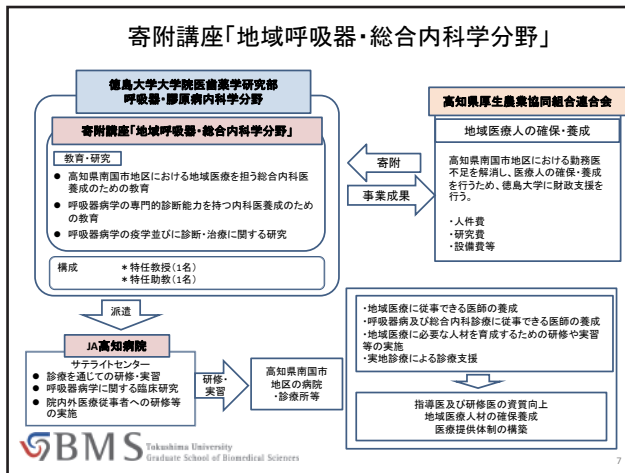 寄附講座「地域呼吸器・総合内科学分野」
徳島大学大学院医歯薬学研究部
呼吸器・膠原病内科学分野
寄附講座「地域呼吸器・総合内科学分野」
教育・研究
● 高知県南国市地区における地域医療を担う総合内科医
養成のための教育
● 呼吸器病学の専門的診断能力を持つ内科医養成のため
の教育
● 呼吸器病学の疫学並びに診断・治療に関する研究
構成 *特任教授(1名)
*特任助教(1名)
寄附
事業成果
高知県厚生農業協同組合連合会
地域医療人の確保・養成
高知県南国市地区における勤務医
不足を解消し、医療人の確保・養成
を行うため、徳島大学に財政支援を
行う。
・人件費
・研究費
・設備費等
派遣
JA高知病院
サテライトセンター
● 診療を通じての研修・実習
● 呼吸器病学に関する臨床研究
● 院内外医療従事者への研修等
の実施
研修・
実習
高知県南国市
地区の病院
・診療所等
・地域医療に従事できる医師の養成
・呼吸器病及び総合内科診療に従事できる医師の養成
・地域医療に必要な人材を育成するための研修や実習
等の実施
・実地診療による診療支援
指導医及び研修医の資質向上
地域医療人材の確保養成
医療提供体制の構築
BMS Tokushima University
Graduate School of Biomedical Sciences
7